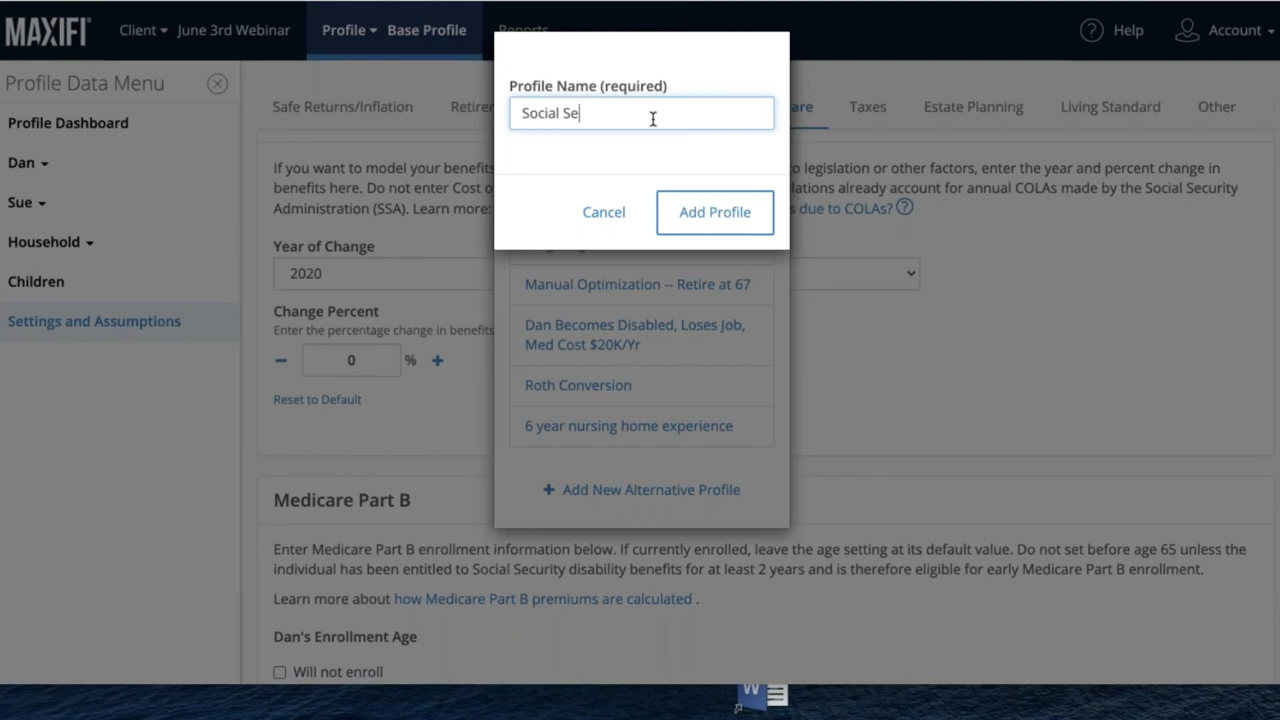 MAXIFI®
Client
June 3rd Webinar
Profile
Base Profile
Reports
Help
Account
Profile Data Menu
Profile Dashboard
Dan
Sue
Household
Children
Settings and Assumptions
Safe Returns/Inflation
Retirem
are
Taxes
Estate Planning
Living Standard
Other
Profile Name (required)
Social Se
Cancel
Add Profile
If you want to model your benefits
to legislation or other factors, enter the year and percent change in
benefits here. Do not enter Cost o
lations already account for annual COLAs made by the Social Security
Administration (SSA). Learn more:
s due to COLAs? ?
Year of Change
2020
Change Percent
Enter the percentage change in benefits
0
%
Reset to Default
Manual Optimization -- Retire at 67
Dan Becomes Disabled, Loses Job,
Med Cost $20K/Yr
Roth Conversion
6 year nursing home experience
+ Add New Alternative Profile
Medicare Part B
Enter Medicare Part B enrollment information below. If currently enrolled, leave the age setting at its default value. Do not set before age 65 unless the
individual has been entitled to Social Security disability benefits for at least 2 years and is therefore eligible for early Medicare Part B enrollment.
Learn more about how Medicare Part B premiums are calculated .
Dan's Enrollment Age
Will not enroll
W